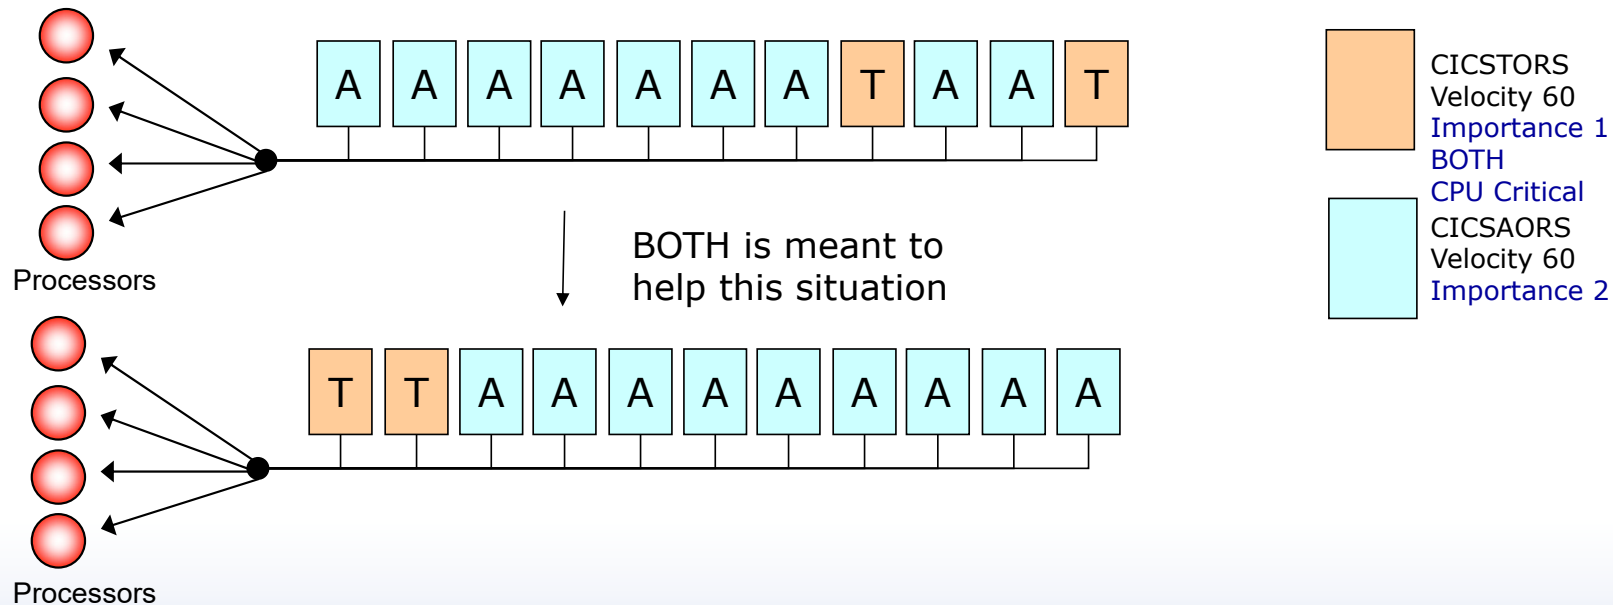 A A A A A A A T A A T
Processors
CICSTORS
Velocity 60
Importance 1
BOTH
CPU Critical
CICSAORS
Velocity 60
Importance 2
BOTH is meant to
help this situation
T T A A A A A A A A A
Processors